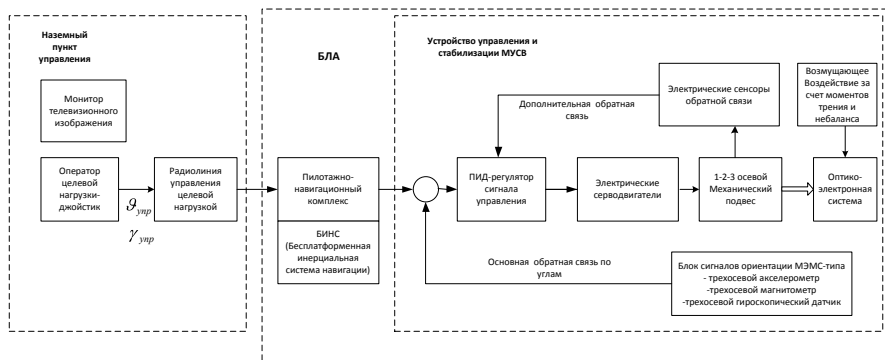 Наземный
пункт
управления
Монитор
телевизионного
изображения
Оператор
целевой
нагрузки-
джойстик
ϑупр
γупр
Радиолиния
управления
целевой
нагрузкой
БЛА
Пилотажно-
навигационный
комплекс
БИНС
(Бесплатформенная
инерциальная
система навигации)
Устройство управления и
стабилизации МУСВ
Дополнительная обратная
связь
Электрические сенсоры
обратной связи
Возмущающее
Воздействие за
счет моментов
трения и
небаланса
ПИД-регулятор
сигнала
управления
Электрические
серводвигатели
1-2-3 осевой
Механический
подвес
Оптико-
электронная
система
Основная обратная связь по
углам
Блок сигналов ориентации МЭМС-типа
- трехосевой акселерометр
-трехосевой магнитометр
-трехосевой гироскопический датчик